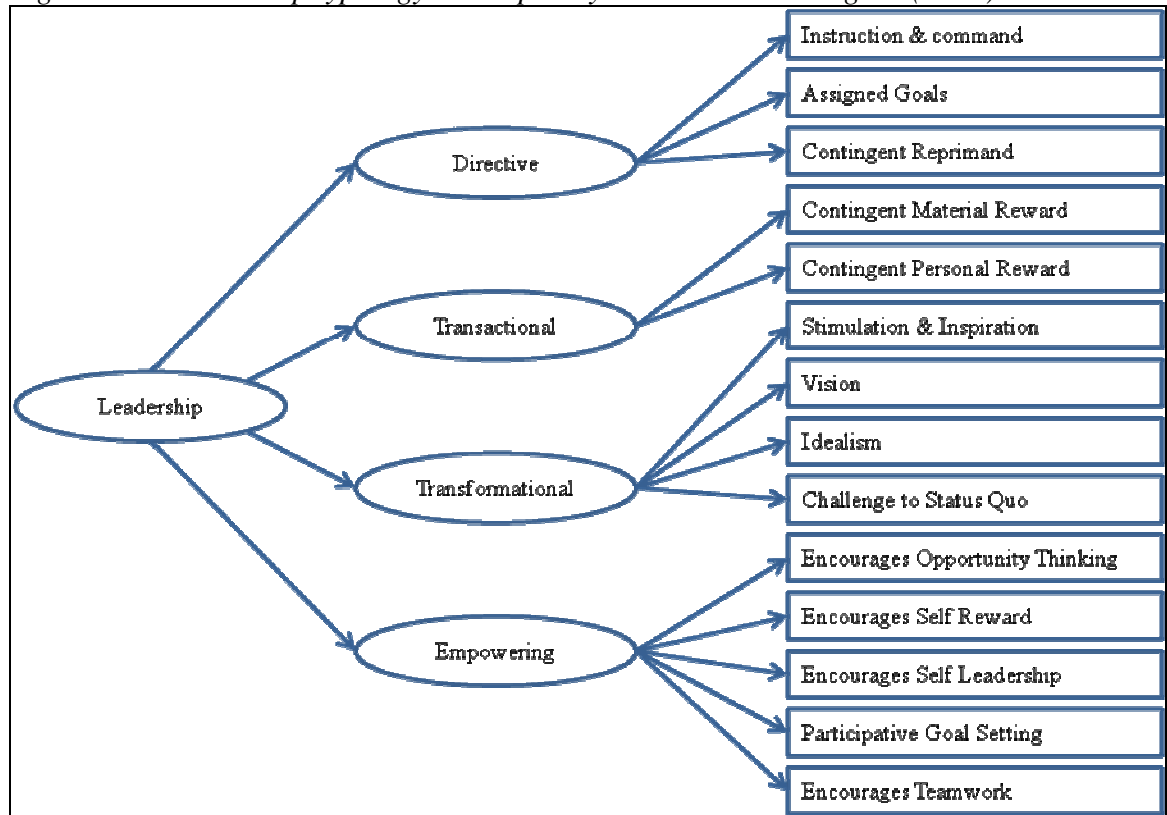 Instruction & command
Assigned Goals
Directive
Contingent Reprimand
Contingent Material Reward
Contingent Personal Reward
Transactional
Stimulation & Inspiration
Vision
Leadership
Idealism
Transformational
Challenge to Status Quo
Encourages Opportunity Thinking
Encourages Self Reward
Empowering
Encourages Self Leadership
Participative Goal Setting
Encourages Teamwork